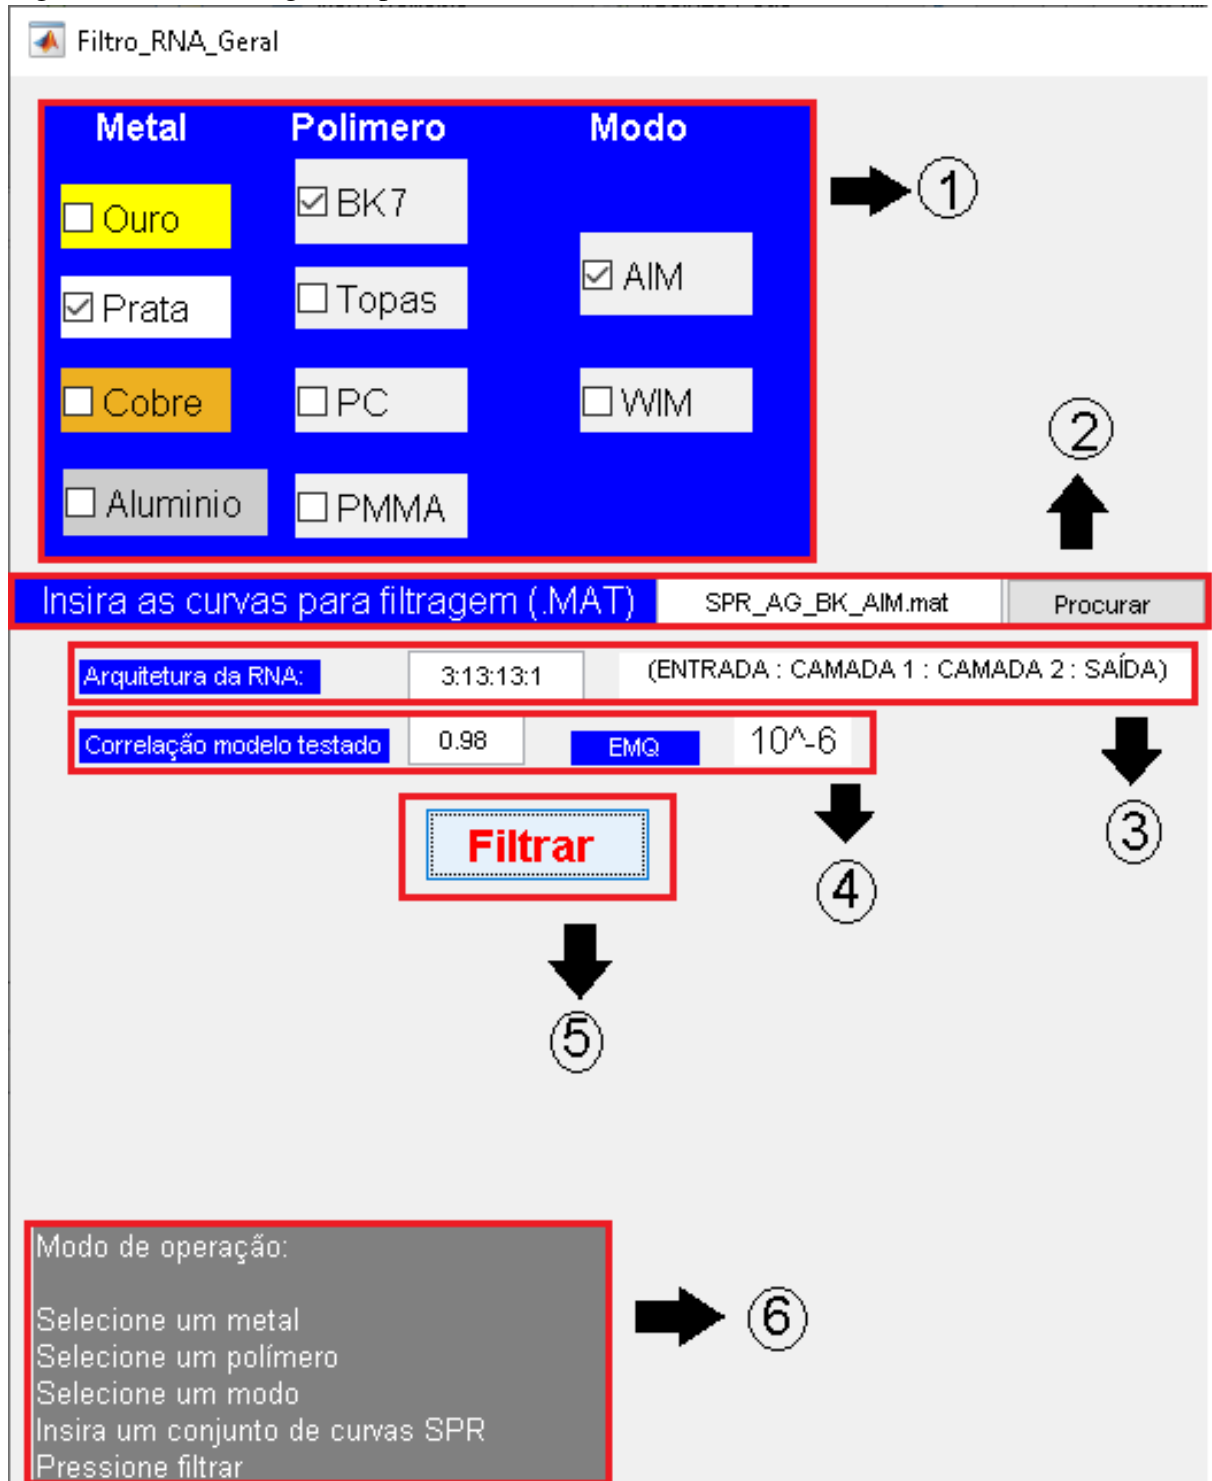 Filtro_RNA_Geral
Metal Polimero Modo
Ouro
BK7
AIM
Prata
Topas
Cobre
PC
WIM
Aluminio
PMMA
1
2
Insira as curvas para filtragem (.MAT) SPR_AG_BK_AIM.mat Procurar
Arquitetura da RNA: 3:13:13:1 (ENTRADA : CAMADA 1 : CAMADA 2 : SAÍDA)
Correlação modelo testado 0.98 EMQ 10^-6
3
Filtrar
4
5
Modo de operação:
Selecione um metal
Selecione um polímero
Selecione um modo
Insira um conjunto de curvas SPR
Pressione filtrar
6